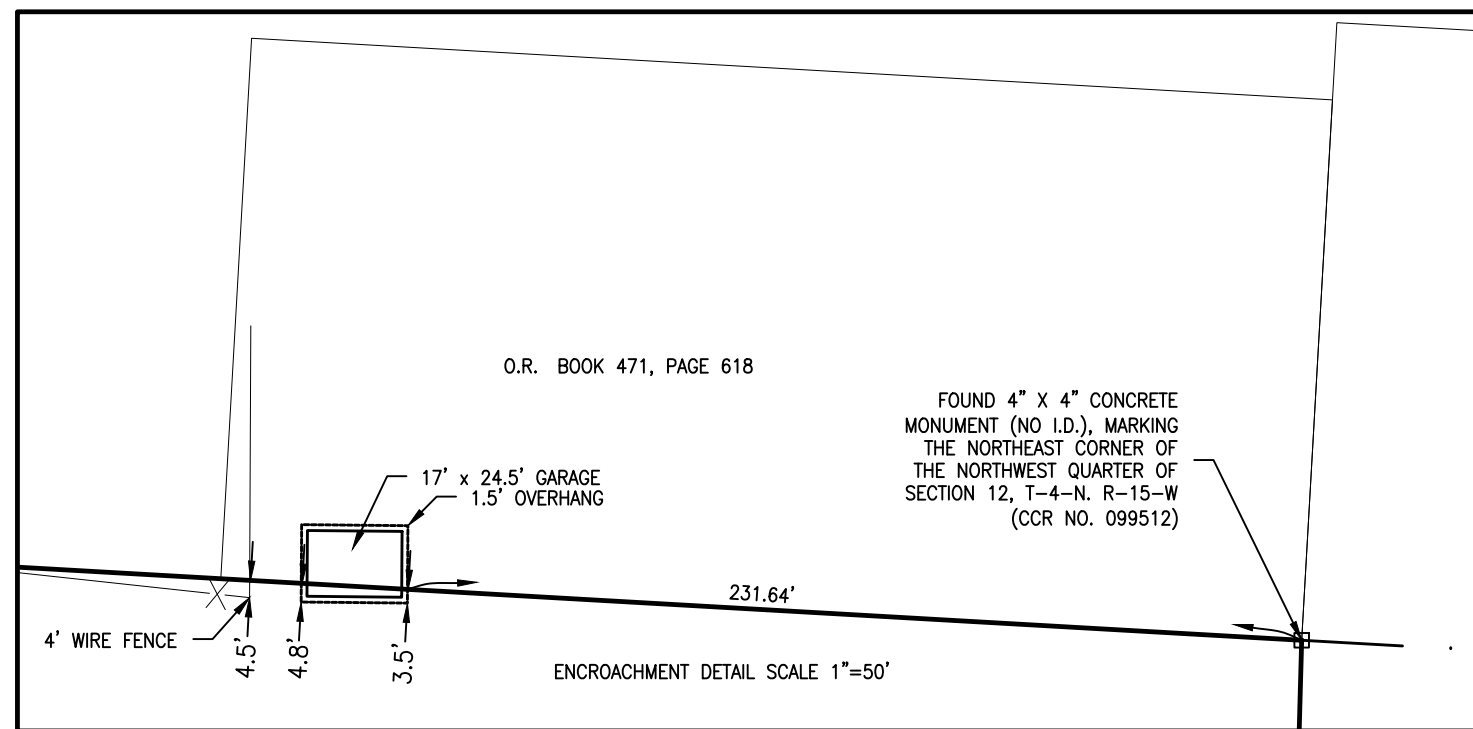 O.R. BOOK 471, PAGE 618
FOUND 4" X 4" CONCRETE
MONUMENT (NO I.D.), MARKING
THE NORTHEAST CORNER OF
THE NORTHWEST QUARTER OF
SECTION 12, T-4-N. R-15-W
(CCR NO. 099512)
17' x 24.5' GARAGE
1.5' OVERHANG
231.64'
4' WIRE FENCE
4.5'
4.8'
3.5'
ENCROACHMENT DETAIL SCALE 1"=50'